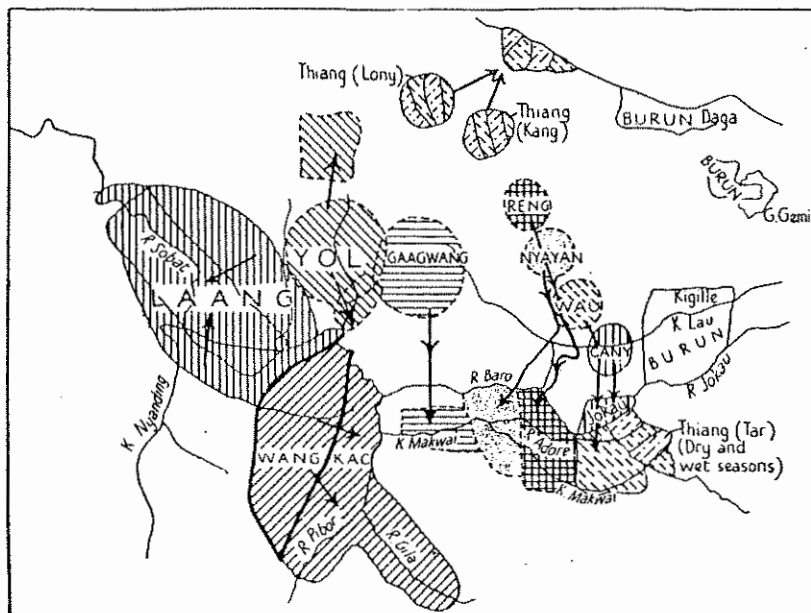 Thiang (Lony)
Thiang
(Kang)
BURUN Daga
BURUN
G.Gemi
RENG
NYAYAN
WAU
CANY
YOL
GAAGWANG
LAANG
R Sobat
Kigille
K Lau
BURUN
R Jokau
R Baro
Jokau
K Nyanding
K Makwai
R Adore
Thiang (Tar)
(Dry and
wet seasons)
WANG KAC
K. Makwai
R Pibor
R Gila